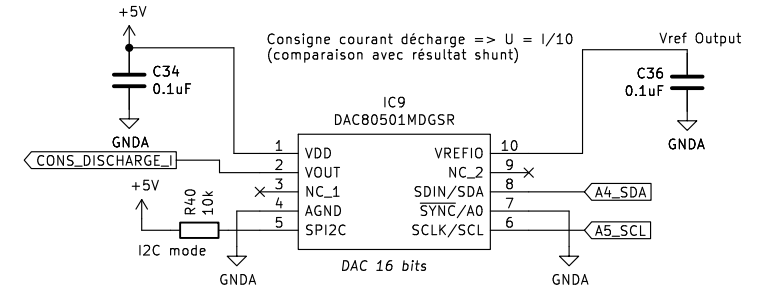 +5V
Consigne courant décharge => U = I/10
(comparaison avec résultat shunt)
Vref Output
C34
0.1uF
C36
0.1uF
GNDA
GNDA
IC9
DAC80501MDGSR
CONS_DISCHARGE_I
1 VDD
2 VOUT
3 NC_1
4 AGND
5 SPI2C
VREFIO 10
NC_2 9
SDIN/SDA 8
SYNC/A0 7
SCLK/SCL 6
A4_SDA
A5_SCL
+5V
R40
10k
I2C mode
GNDA
DAC 16 bits
GNDA